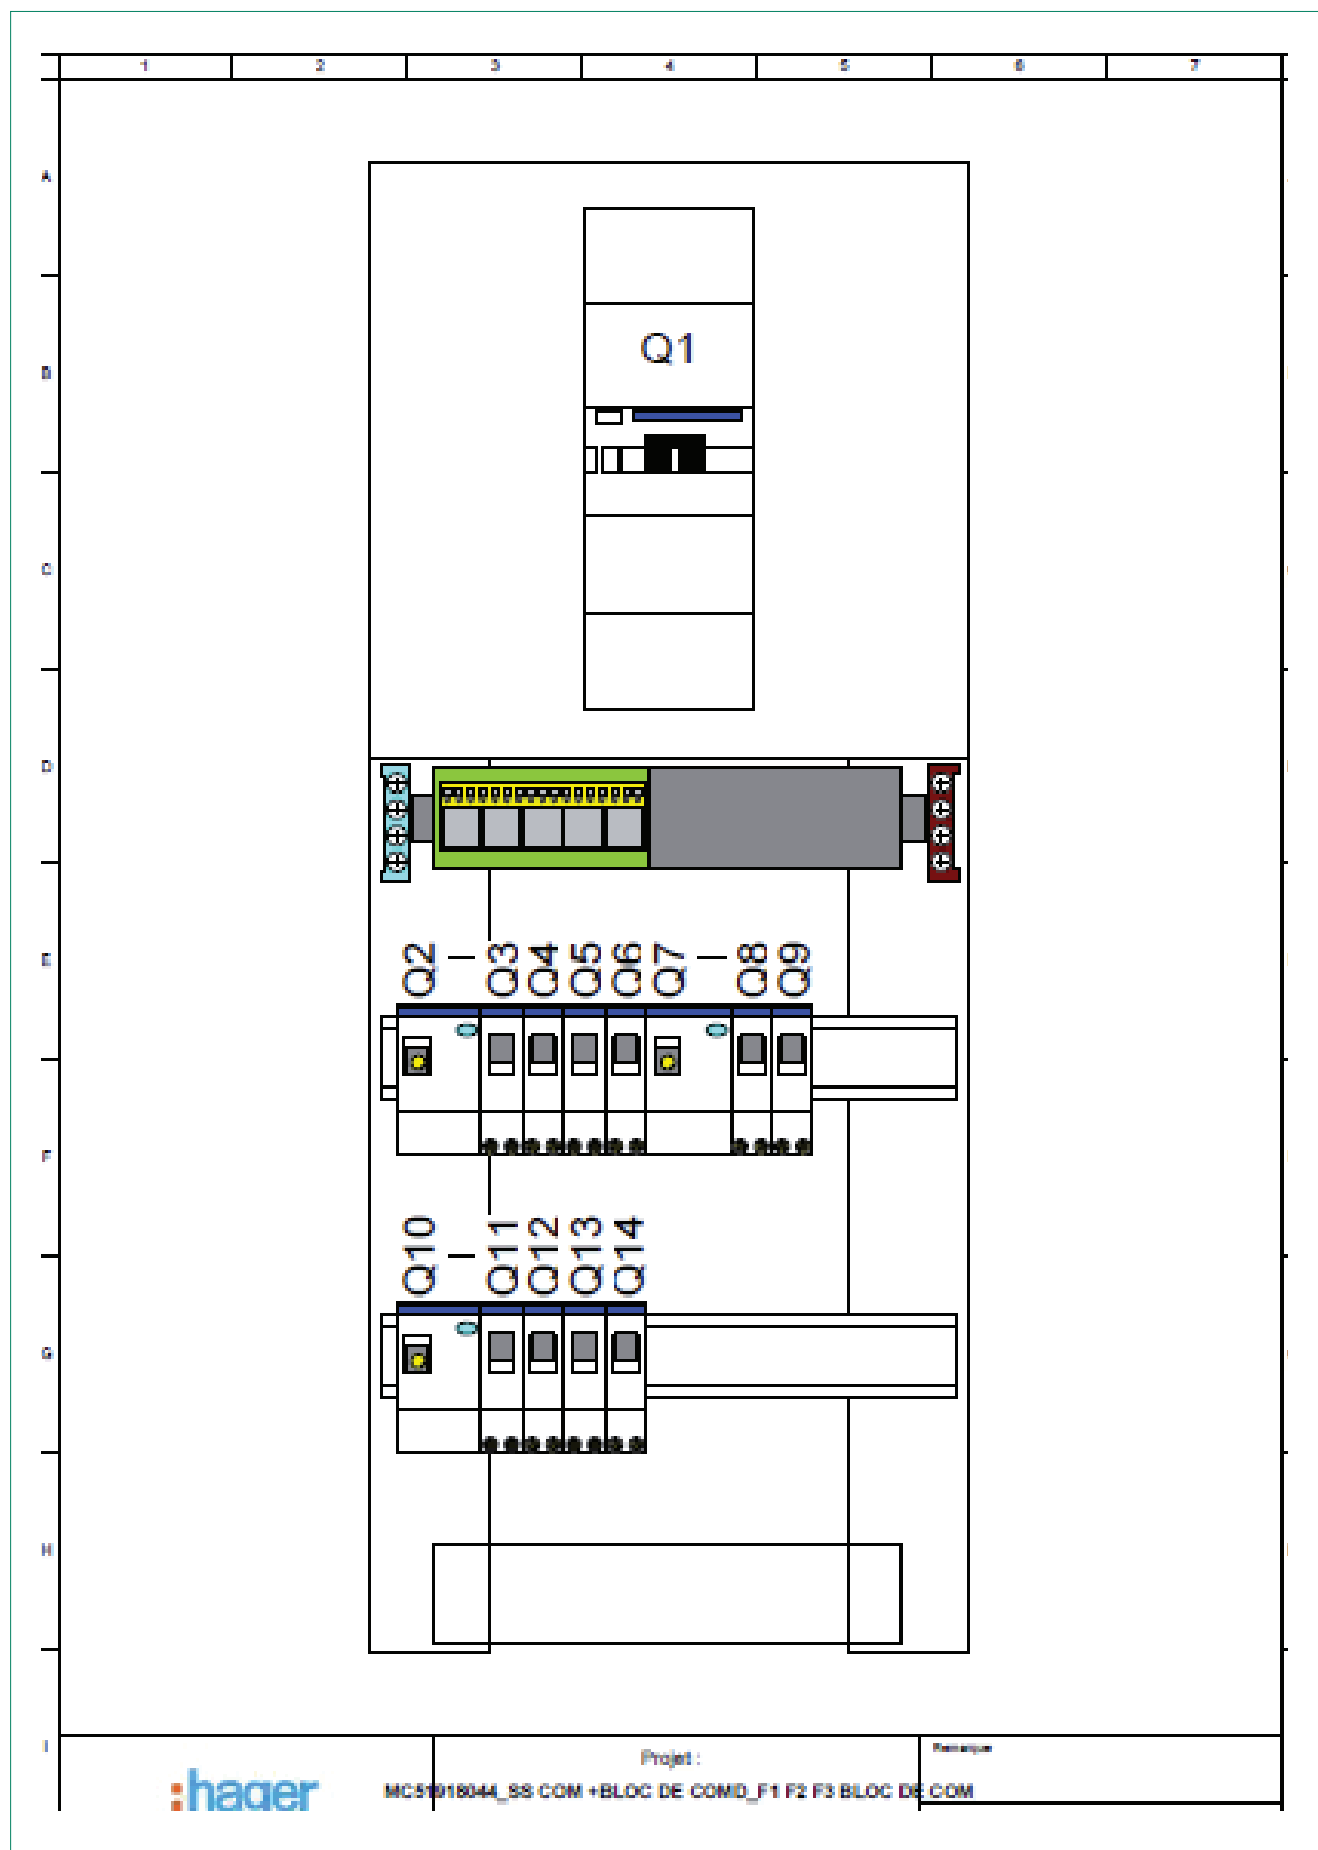 1 2 3 4 5 6 7
A
Q1
B
C
D
Q2 — Q3 Q4 Q5 Q6 Q7 — Q8 Q9
E
F
Q10 — Q11 Q12 Q13 Q14
G
H
I
Projet :
Remarque
:hager
MC51918044_SS COM +BLOC DE COMD_F1 F2 F3 BLOC DE COM